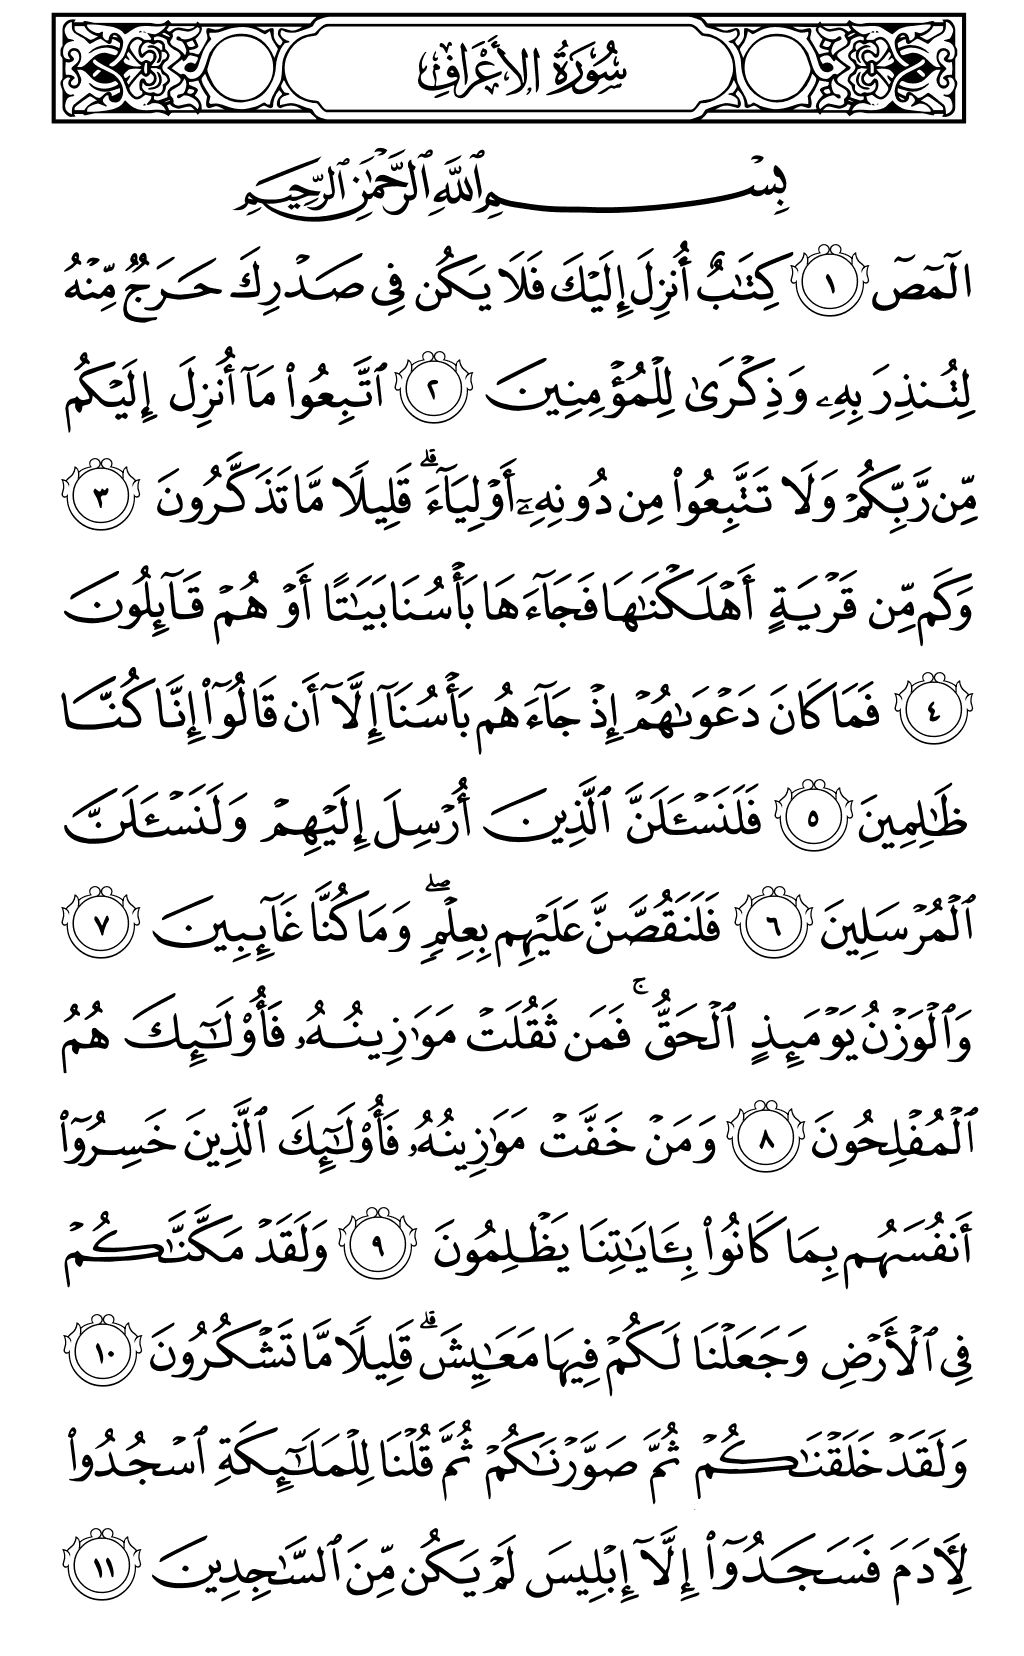 سُورَةُ الأَعْرَافِ
بِسْمِ ٱللَّهِ ٱلرَّحْمَٰنِ ٱلرَّحِيمِ
الٓمٓصٓ ١ كِتَٰبٌ أُنزِلَ إِلَيْكَ فَلَا يَكُن فِى صَدْرِكَ حَرَجٌ مِّنْهُ
لِتُنذِرَ بِهِۦ وَذِكْرَىٰ لِلْمُؤْمِنِينَ ٢ ٱتَّبِعُوا۟ مَآ أُنزِلَ إِلَيْكُم
مِّن رَّبِّكُمْ وَلَا تَتَّبِعُوا۟ مِن دُونِهِۦٓ أَوْلِيَآءَ ۗ قَلِيلًا مَّا تَذَكَّرُونَ ٣
وَكَم مِّن قَرْيَةٍ أَهْلَكْنَٰهَا فَجَآءَهَا بَأْسُنَا بَيَٰتًا أَوْ هُمْ قَآئِلُونَ
٤ فَمَا كَانَ دَعْوَىٰهُمْ إِذْ جَآءَهُم بَأْسُنَآ إِلَّآ أَن قَالُوٓا۟ إِنَّا كُنَّا
ظَٰلِمِينَ ٥ فَلَنَسْـَٔلَنَّ ٱلَّذِينَ أُرْسِلَ إِلَيْهِمْ وَلَنَسْـَٔلَنَّ
ٱلْمُرْسَلِينَ ٦ فَلَنَقُصَّنَّ عَلَيْهِم بِعِلْمٍ ۖ وَمَا كُنَّا غَآئِبِينَ ٧
وَٱلْوَزْنُ يَوْمَئِذٍ ٱلْحَقُّ ۚ فَمَن ثَقُلَتْ مَوَٰزِينُهُۥ فَأُو۟لَٰٓئِكَ هُمُ
ٱلْمُفْلِحُونَ ٨ وَمَنْ خَفَّتْ مَوَٰزِينُهُۥ فَأُو۟لَٰٓئِكَ ٱلَّذِينَ خَسِرُوٓا۟
أَنفُسَهُم بِمَا كَانُوا۟ بِـَٔايَٰتِنَا يَظْلِمُونَ ٩ وَلَقَدْ مَكَّنَّٰكُمْ
فِى ٱلْأَرْضِ وَجَعَلْنَا لَكُمْ فِيهَا مَعَٰيِشَ ۗ قَلِيلًا مَّا تَشْكُرُونَ ١٠
وَلَقَدْ خَلَقْنَٰكُمْ ثُمَّ صَوَّرْنَٰكُمْ ثُمَّ قُلْنَا لِلْمَلَٰٓئِكَةِ ٱسْجُدُوا۟
لِـَٔادَمَ فَسَجَدُوٓا۟ إِلَّآ إِبْلِيسَ لَمْ يَكُن مِّنَ ٱلسَّٰجِدِينَ ١١